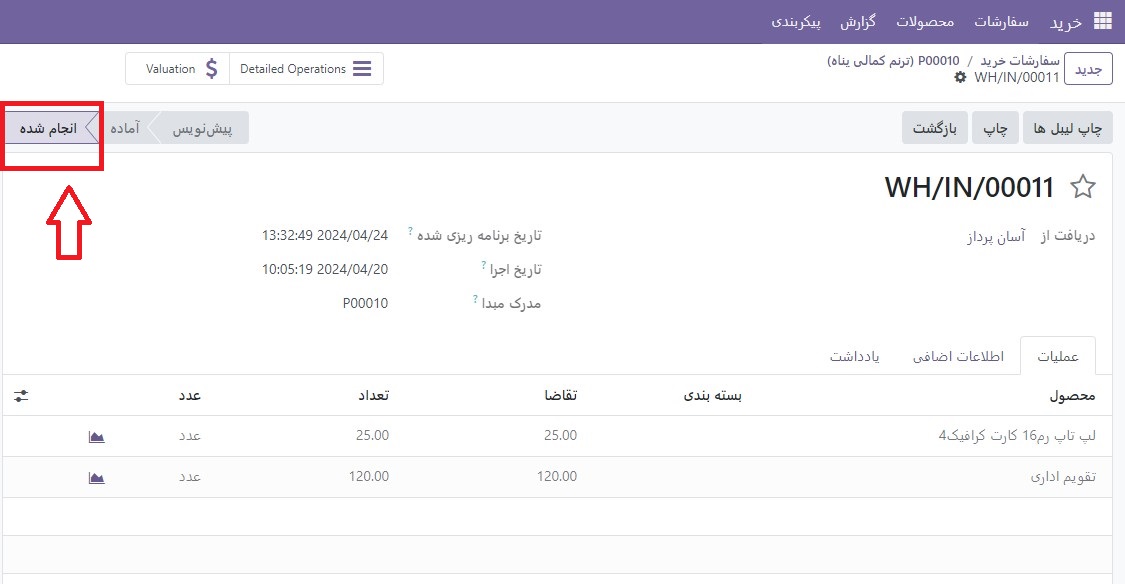 خرید سفارشات محصولات گزارش پیکربندی
جدید
سفارشات خرید / P00010 (ترنم کمالی پناه)
WH/IN/00011
Detailed Operations
Valuation $
چاپ لیبل ها چاپ بازگشت
پیش‌نویس آماده انجام شده
WH/IN/00011
دریافت از آسان پرداز
تاریخ برنامه ریزی شده ? 2024/04/24 13:32:49
تاریخ اجرا ? 2024/04/20 10:05:19
مدرک مبدا ? P00010
عملیات اطلاعات اضافی یادداشت
محصول بسته بندی تقاضا تعداد عدد
لپ تاپ رم16 کارت کرافیک4 25.00 25.00 عدد
تقویم اداری 120.00 120.00 عدد